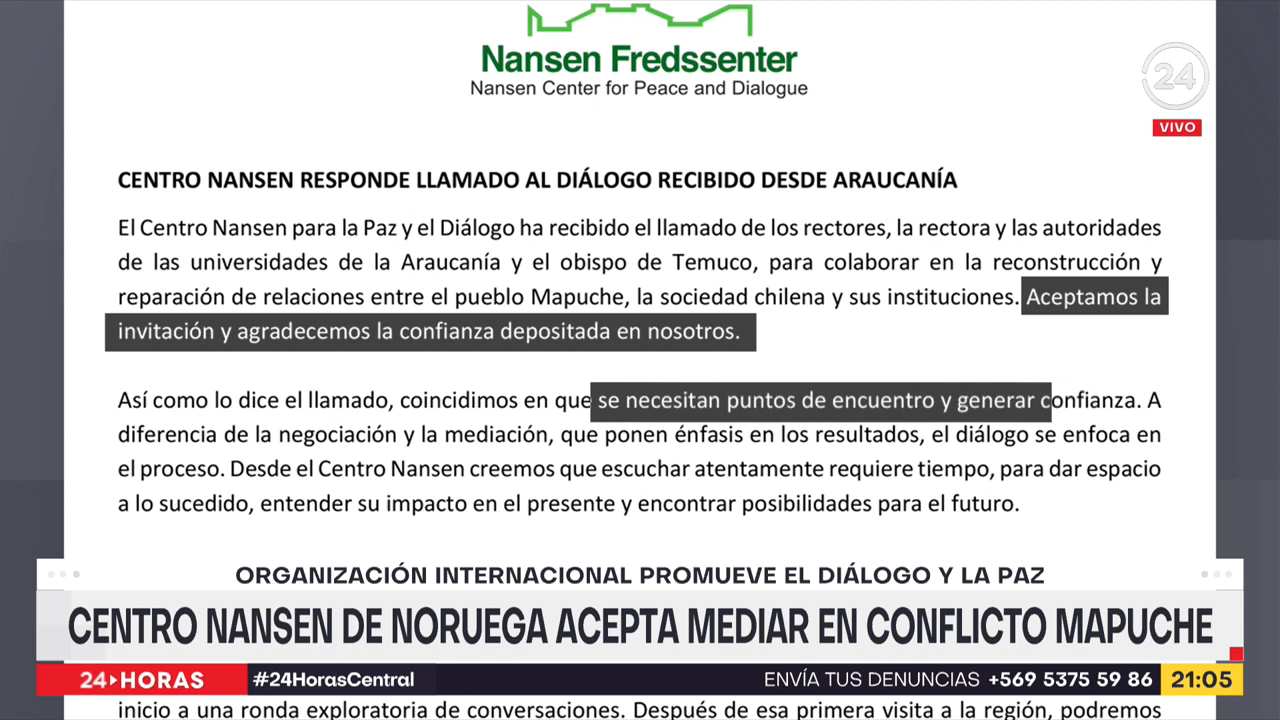 Nansen Fredssenter
Nansen Center for Peace and Dialogue
24
VIVO
CENTRO NANSEN RESPONDE LLAMADO AL DIÁLOGO RECIBIDO DESDE ARAUCANÍA
El Centro Nansen para la Paz y el Diálogo ha recibido el llamado de los rectores, la rectora y las autoridades
de las universidades de la Araucanía y el obispo de Temuco, para colaborar en la reconstrucción y
reparación de relaciones entre el pueblo Mapuche, la sociedad chilena y sus instituciones. Aceptamos la
invitación y agradecemos la confianza depositada en nosotros.
Así como lo dice el llamado, coincidimos en que se necesitan puntos de encuentro y generar confianza. A
diferencia de la negociación y la mediación, que ponen énfasis en los resultados, el diálogo se enfoca en
el proceso. Desde el Centro Nansen creemos que escuchar atentamente requiere tiempo, para dar espacio
a lo sucedido, entender su impacto en el presente y encontrar posibilidades para el futuro.
ORGANIZACIÓN INTERNACIONAL PROMUEVE EL DIÁLOGO Y LA PAZ
CENTRO NANSEN DE NORUEGA ACEPTA MEDIAR EN CONFLICTO MAPUCHE
24 HORAS #24HorasCentral ENVÍA TUS DENUNCIAS +569 5375 59 86 21:05
inicio a una ronda exploratoria de conversaciones. Después de esa primera visita a la región, podremos